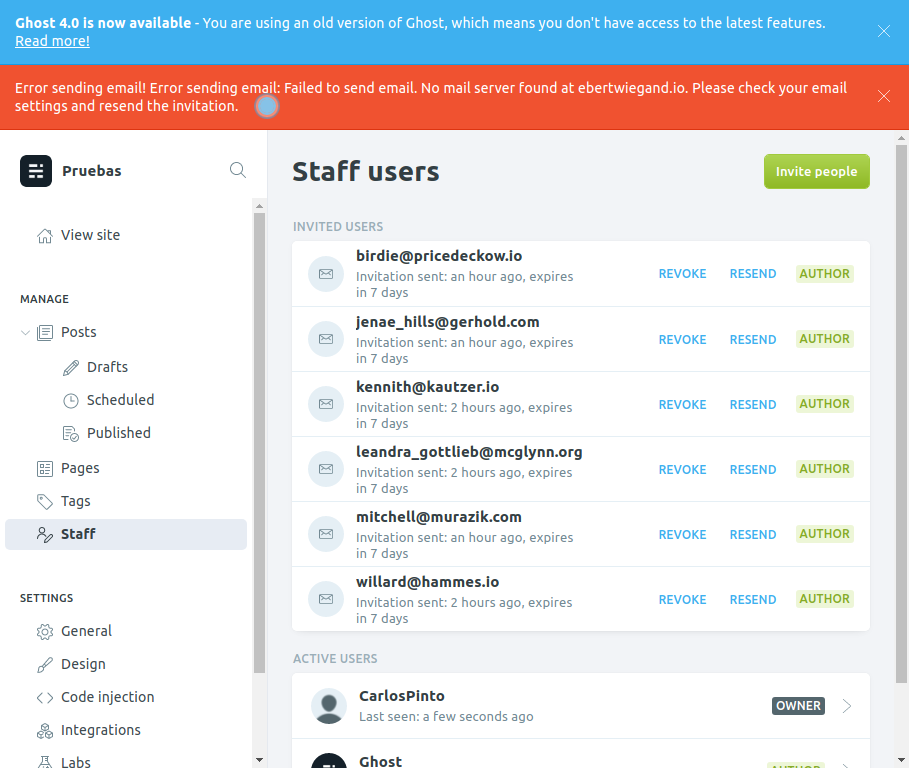 Ghost 4.0 is now available - You are using an old version of Ghost, which means you don't have access to the latest features.
Read more!
Error sending email! Error sending email: Failed to send email. No mail server found at ebertwiegand.io. Please check your email
settings and resend the invitation.
Pruebas
View site
MANAGE
Posts
Drafts
Scheduled
Published
Pages
Tags
Staff
SETTINGS
General
Design
Code injection
Integrations
Labs
Staff users
Invite people
INVITED USERS
birdie@pricedeckow.io
Invitation sent: an hour ago, expires
in 7 days
REVOKE RESEND AUTHOR
jenae_hills@gerhold.com
Invitation sent: an hour ago, expires
in 7 days
REVOKE RESEND AUTHOR
kennith@kautzer.io
Invitation sent: 2 hours ago, expires
in 7 days
REVOKE RESEND AUTHOR
leandra_gottlieb@mcglynn.org
Invitation sent: 2 hours ago, expires
in 7 days
REVOKE RESEND AUTHOR
mitchell@murazik.com
Invitation sent: an hour ago, expires
in 7 days
REVOKE RESEND AUTHOR
willard@hammes.io
Invitation sent: 2 hours ago, expires
in 7 days
REVOKE RESEND AUTHOR
ACTIVE USERS
CarlosPinto
Last seen: a few seconds ago
OWNER
Ghost
AUTHOR